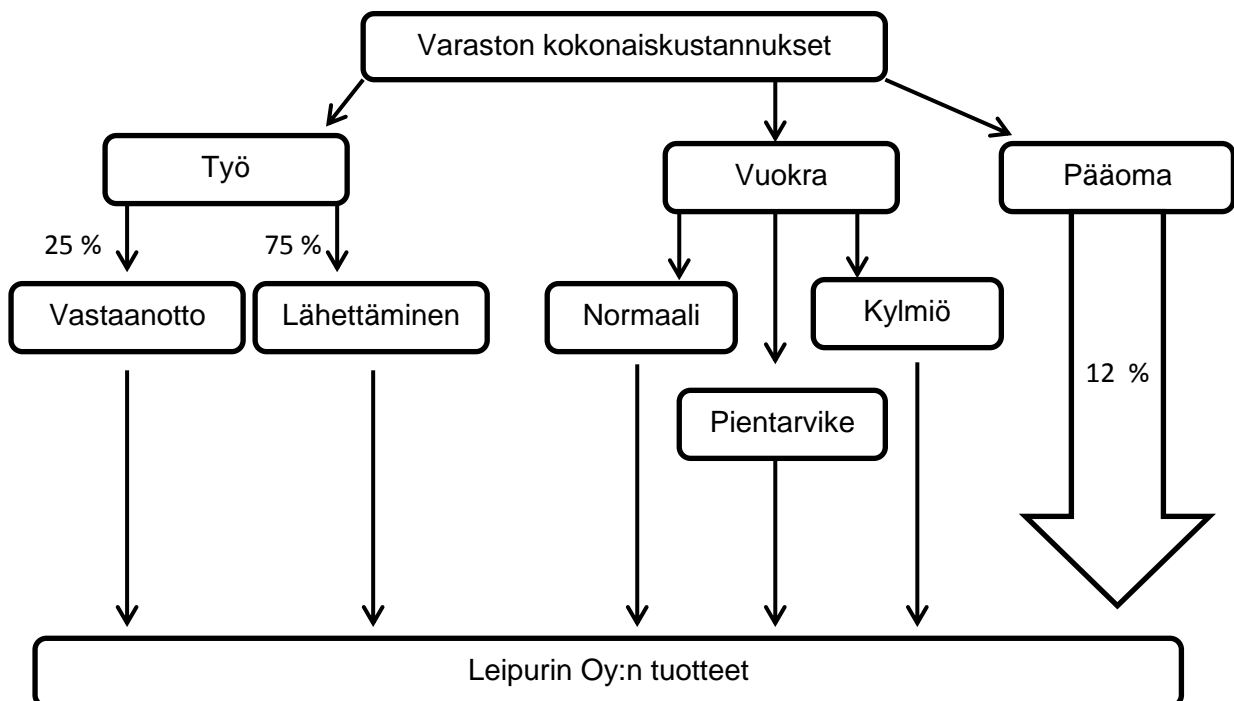 Varaston kokonaiskustannukset
Työ
Vuokra
Pääoma
25 %
75 %
Vastaanotto
Lähettäminen
Normaali
Kylmiö
12 %
Pientarvike
Leipurin Oy:n tuotteet